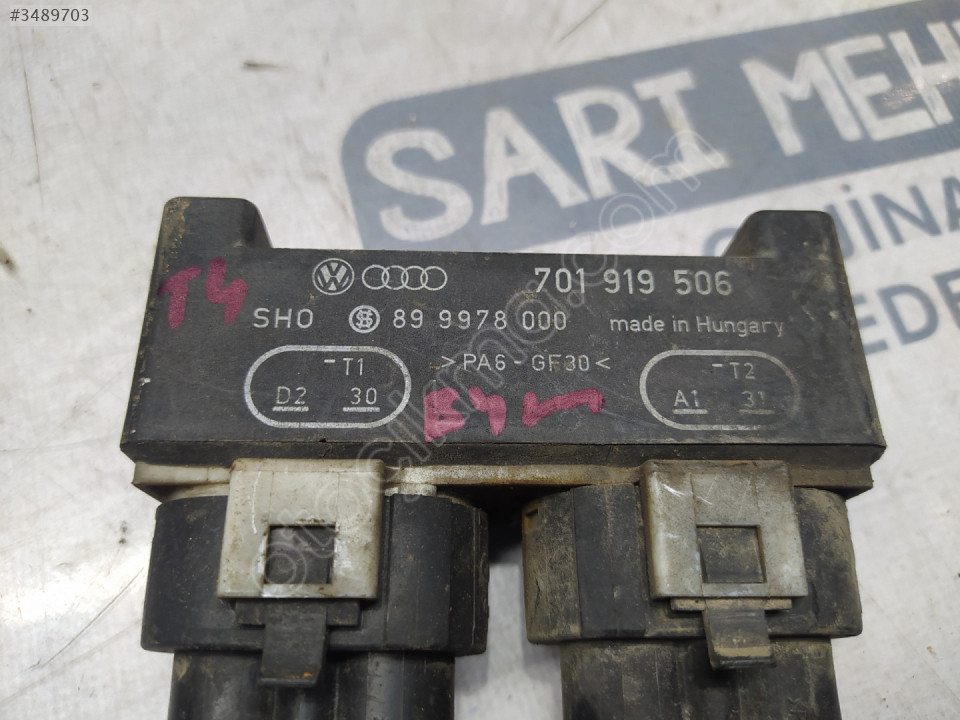 #3489703
SARI MEH
701 919 506
SHO 89 9978 000 made in Hungary
T4
T1
D2 30
>PA6-GF30<
T2
A1 31